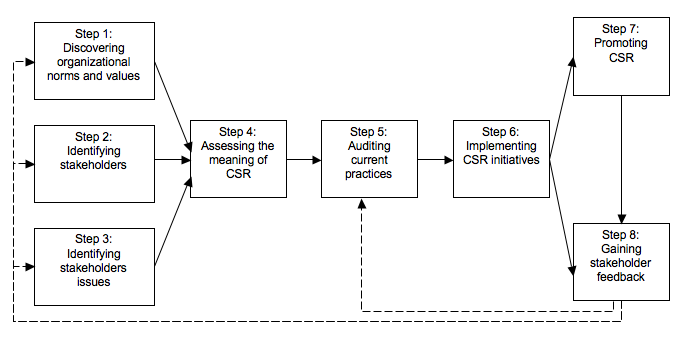 Step 1:
Discovering
organizational
norms and values
Step 2:
Identifying
stakeholders
Step 3:
Identifying
stakeholders
issues
Step 4:
Assessing the
meaning of
CSR
Step 5:
Auditing
current
practices
Step 6:
Implementing
CSR initiatives
Step 7:
Promoting
CSR
Step 8:
Gaining
stakeholder
feedback